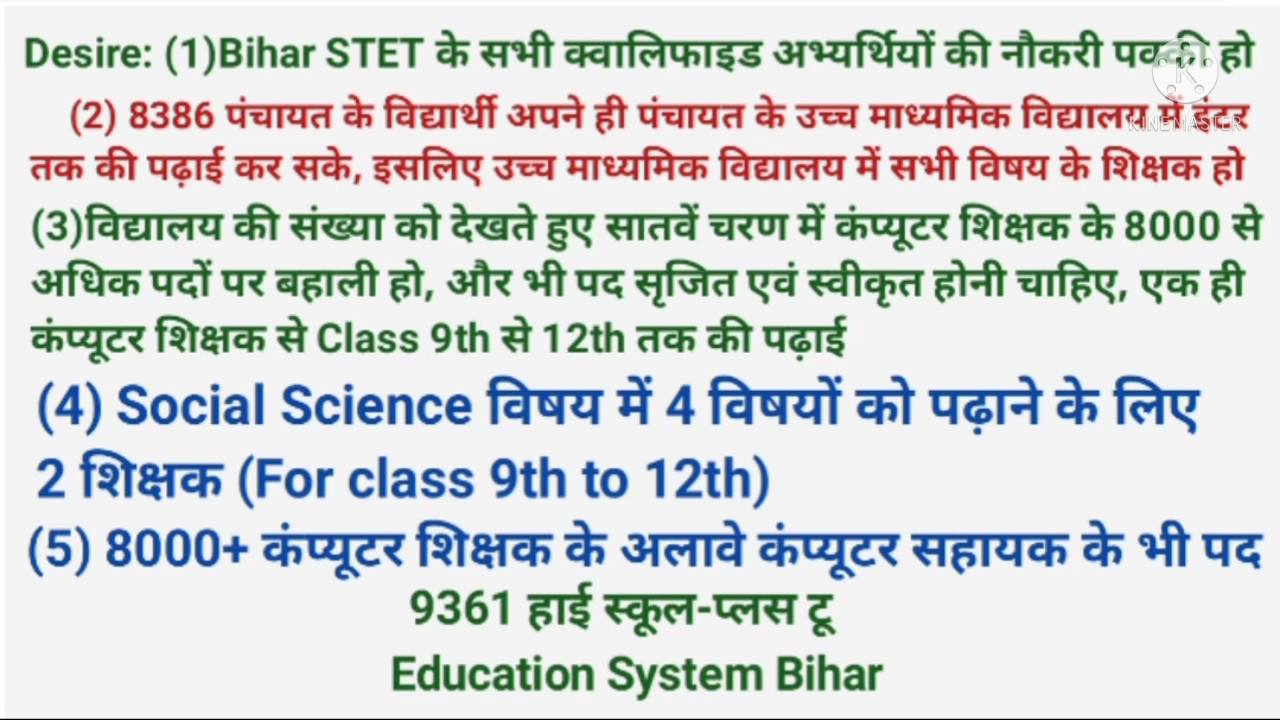 Desire: (1)Bihar STET के सभी क्वालिफाइड अभ्यर्थियों की नौकरी हो
(2) 8386 पंचायत के विद्यार्थी अपने ही पंचायत के उच्च माध्यमिक विद्यालय में
तक की पढ़ाई कर सके, इसलिए उच्च माध्यमिक विद्यालय में सभी विषय के शिक्षक हो
(3)विद्यालय की संख्या को देखते हुए सातवें चरण में कंप्यूटर शिक्षक के 8000 से
अधिक पदों पर बहाली हो, और भी पद सृजित एवं स्वीकृत होनी चाहिए, एक ही
कंप्यूटर शिक्षक से Class 9th से 12th तक की पढ़ाई
(4) Social Science विषय में 4 विषयों को पढ़ाने के लिए
2 शिक्षक (For class 9th to 12th)
(5) 8000+ कंप्यूटर शिक्षक के अलावे कंप्यूटर सहायक के भी पद
9361 हाई स्कूल-प्लस टू
Education System Bihar
K
KINEMASTER